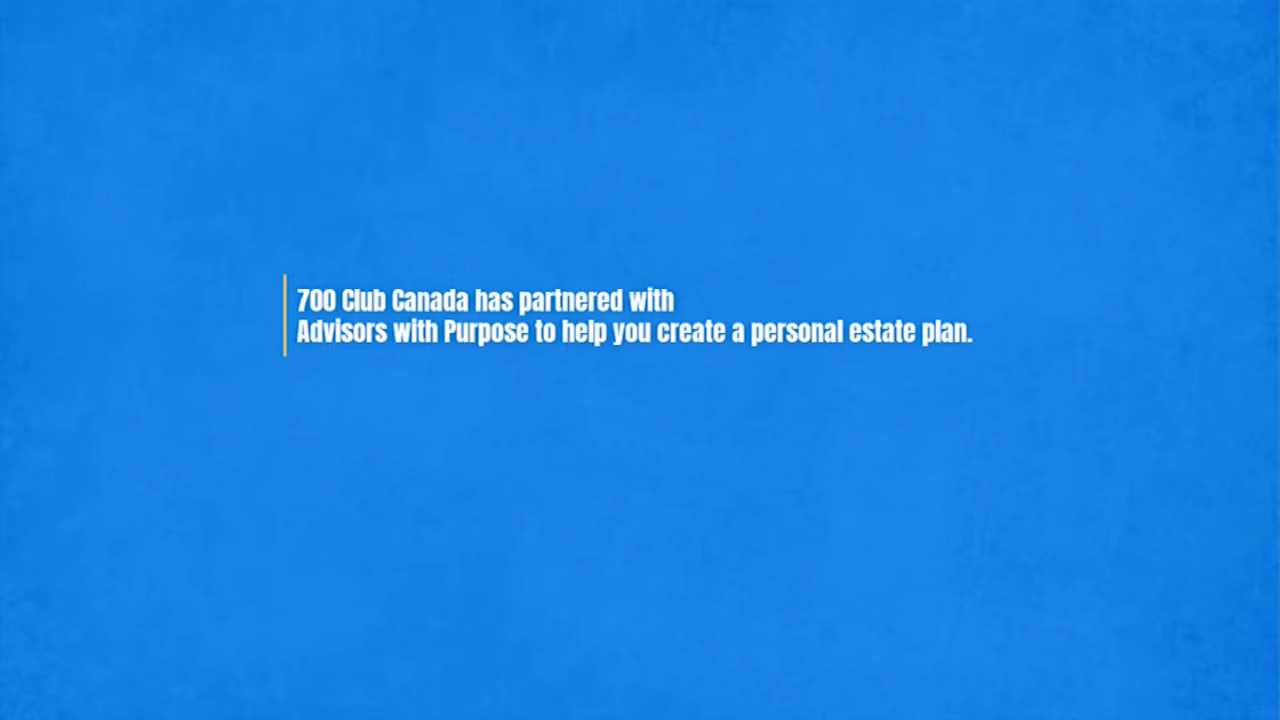 700 Club Canada has partnered with
Advisors with Purpose to help you create a personal estate plan.